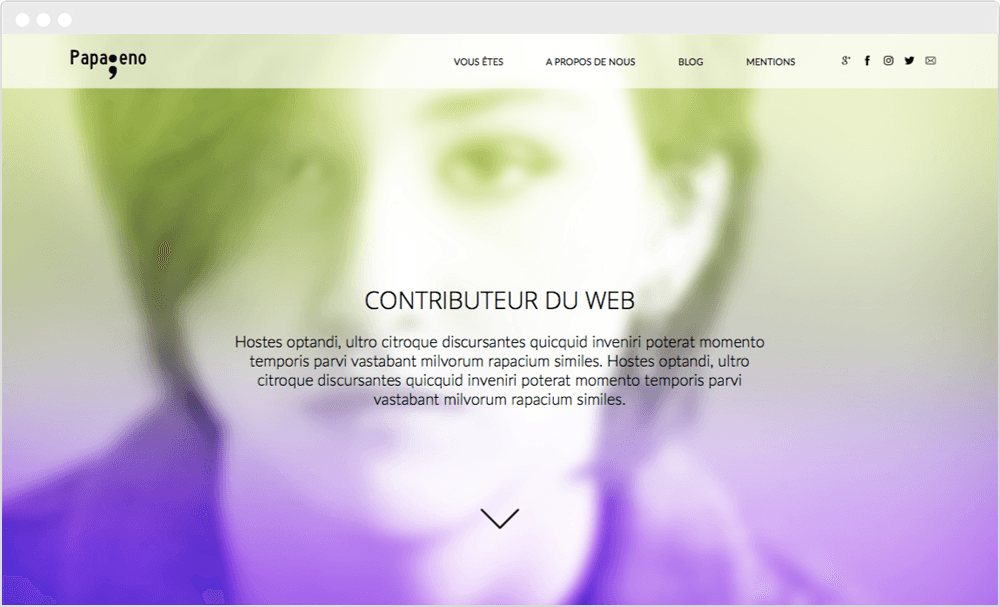 Papa;eno
VOUS ÊTES A PROPOS DE NOUS BLOG MENTIONS g+ f
CONTRIBUTEUR DU WEB
Hostes optandi, ultro citroque discursantes quicquid inveniri poterat momento
temporis parvi vastabant milvorum rapacium similes. Hostes optandi, ultro
citroque discursantes quicquid inveniri poterat momento temporis parvi
vastabant milvorum rapacium similes.